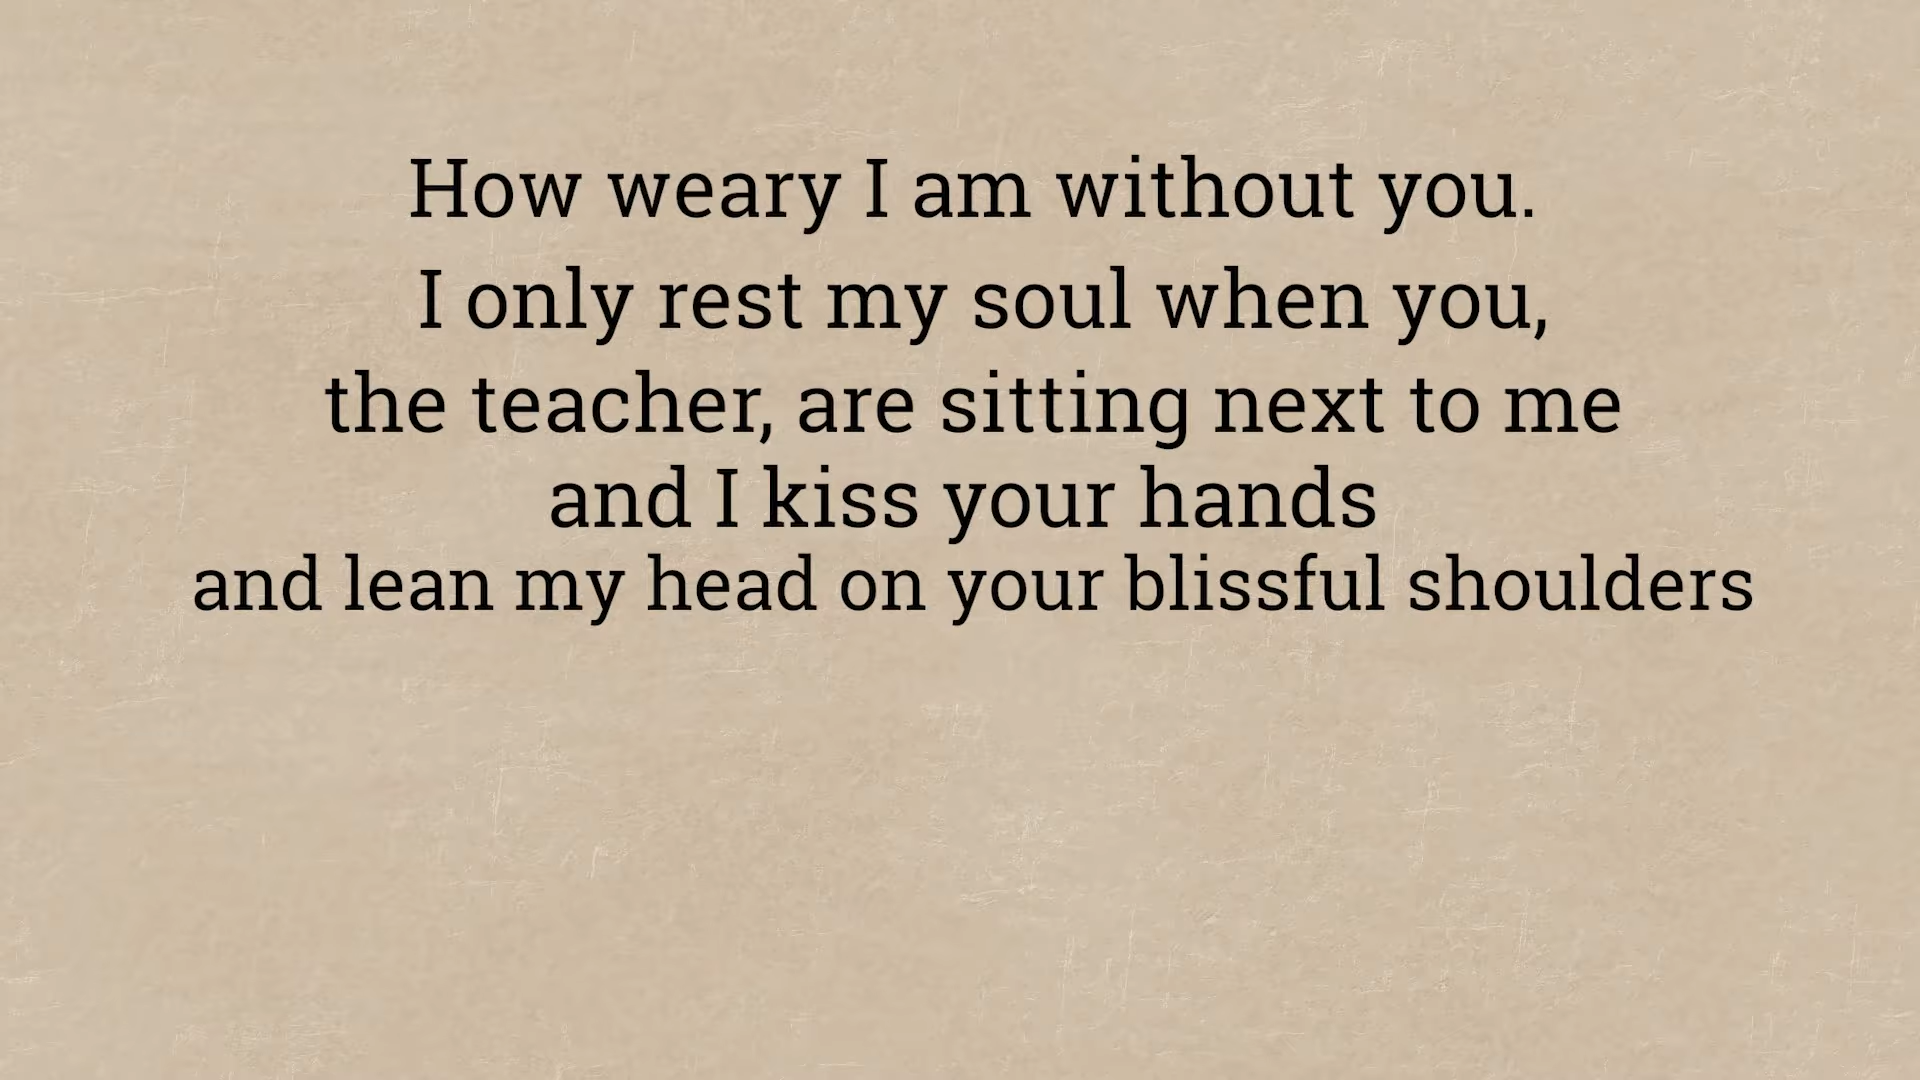 How weary I am without you.
I only rest my soul when you,
the teacher, are sitting next to me
and I kiss your hands
and lean my head on your blissful shoulders